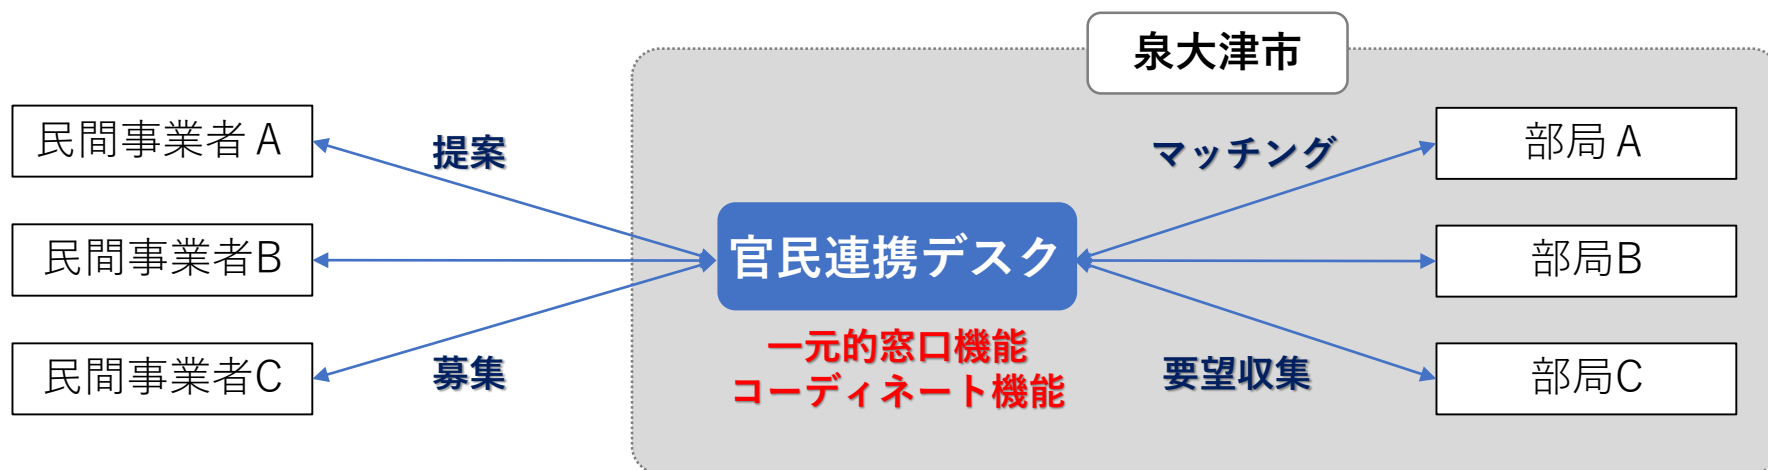 泉大津市
民間事業者A
提案
マッチング
部局A
民間事業者B
官民連携デスク
部局B
一元的窓口機能
コーディネート機能
民間事業者C
募集
要望収集
部局C